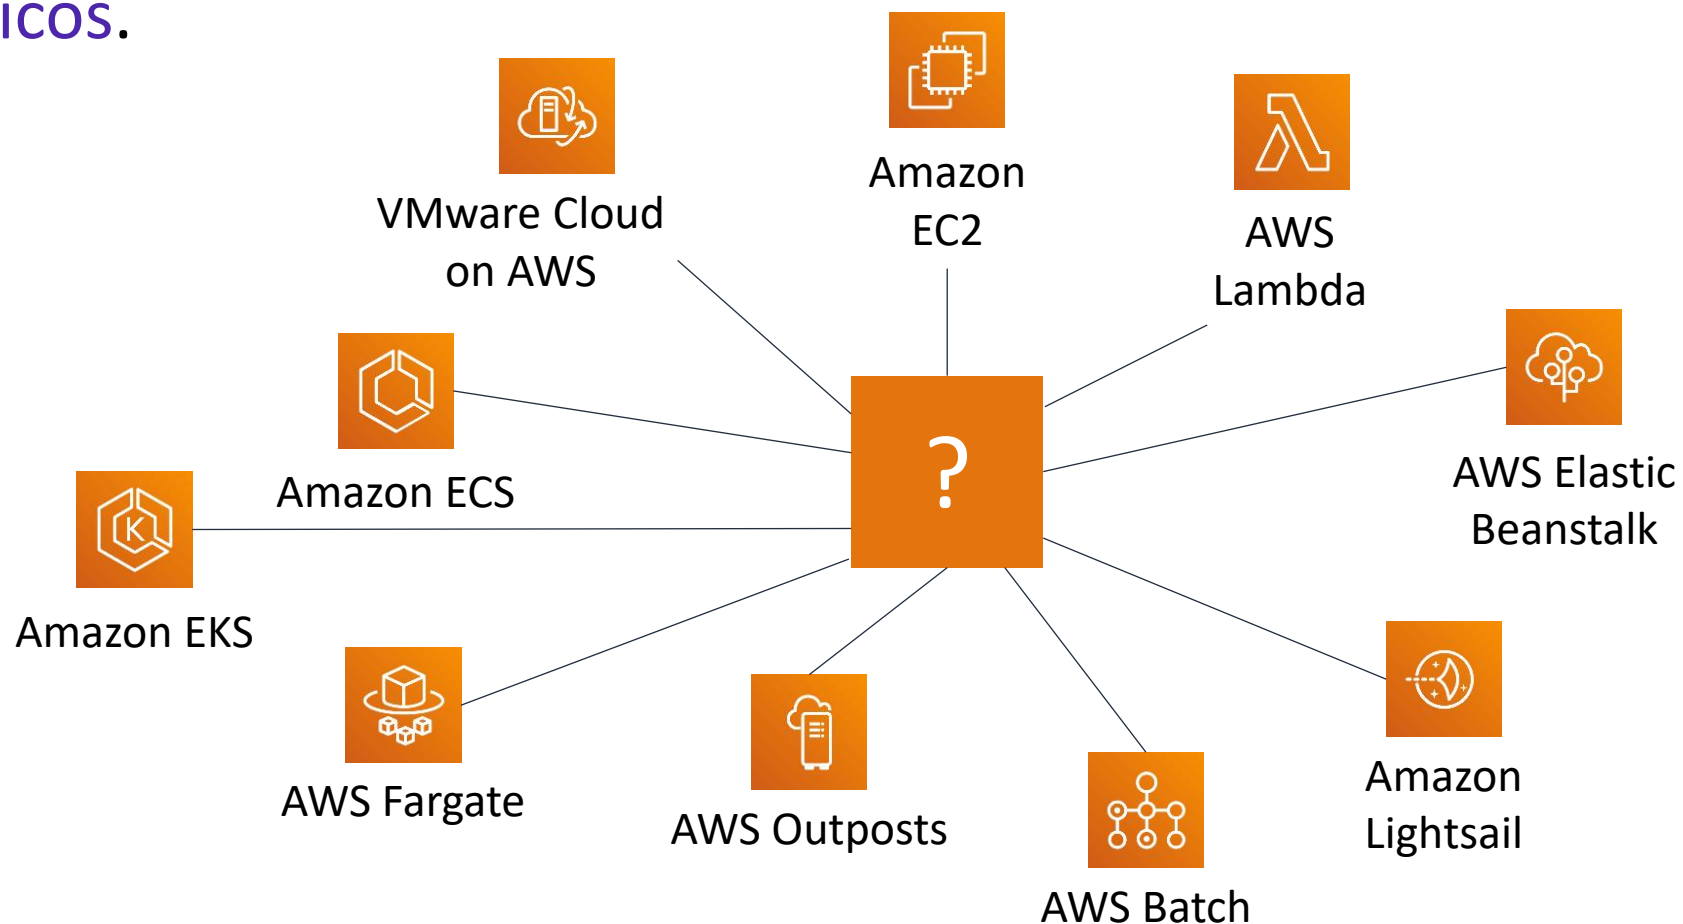 icos.
Amazon
EC2
VMware Cloud
on AWS
AWS
Lambda
?
AWS Elastic
Beanstalk
Amazon ECS
K
Amazon EKS
AWS Fargate
AWS Outposts
Amazon
Lightsail
AWS Batch